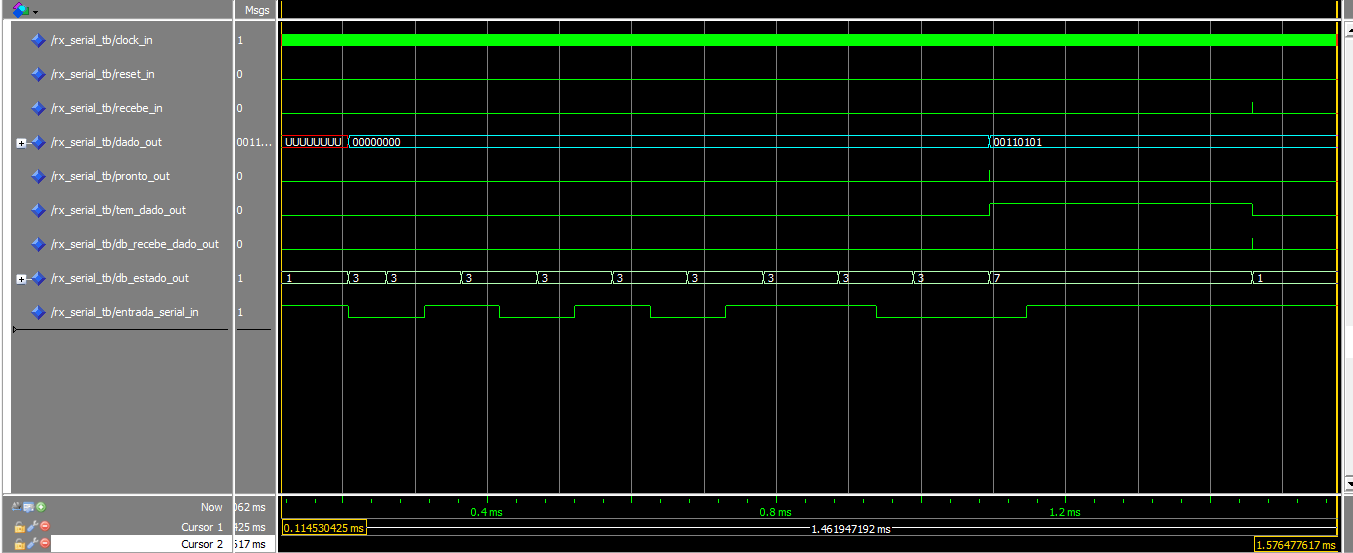 Msgs
/rx_serial_tb/clock_in 1
/rx_serial_tb/reset_in 0
/rx_serial_tb/recebe_in 0
/rx_serial_tb/dado_out 0011... UUUUUUUU 00000000 00110101
/rx_serial_tb/pronto_out 0
/rx_serial_tb/tem_dado_out 0
/rx_serial_tb/db_recebe_dado_out 0
/rx_serial_tb/db_estado_out 1 1 3 3 3 3 3 3 3 3 3 7 1
/rx_serial_tb/entrada_serial_in 1
Now 062 ms 0.4 ms 0.8 ms 1.2 ms
Cursor 1 425 ms 0.114530425 ms 1.461947192 ms
Cursor 2 517 ms 1.576477617 ms